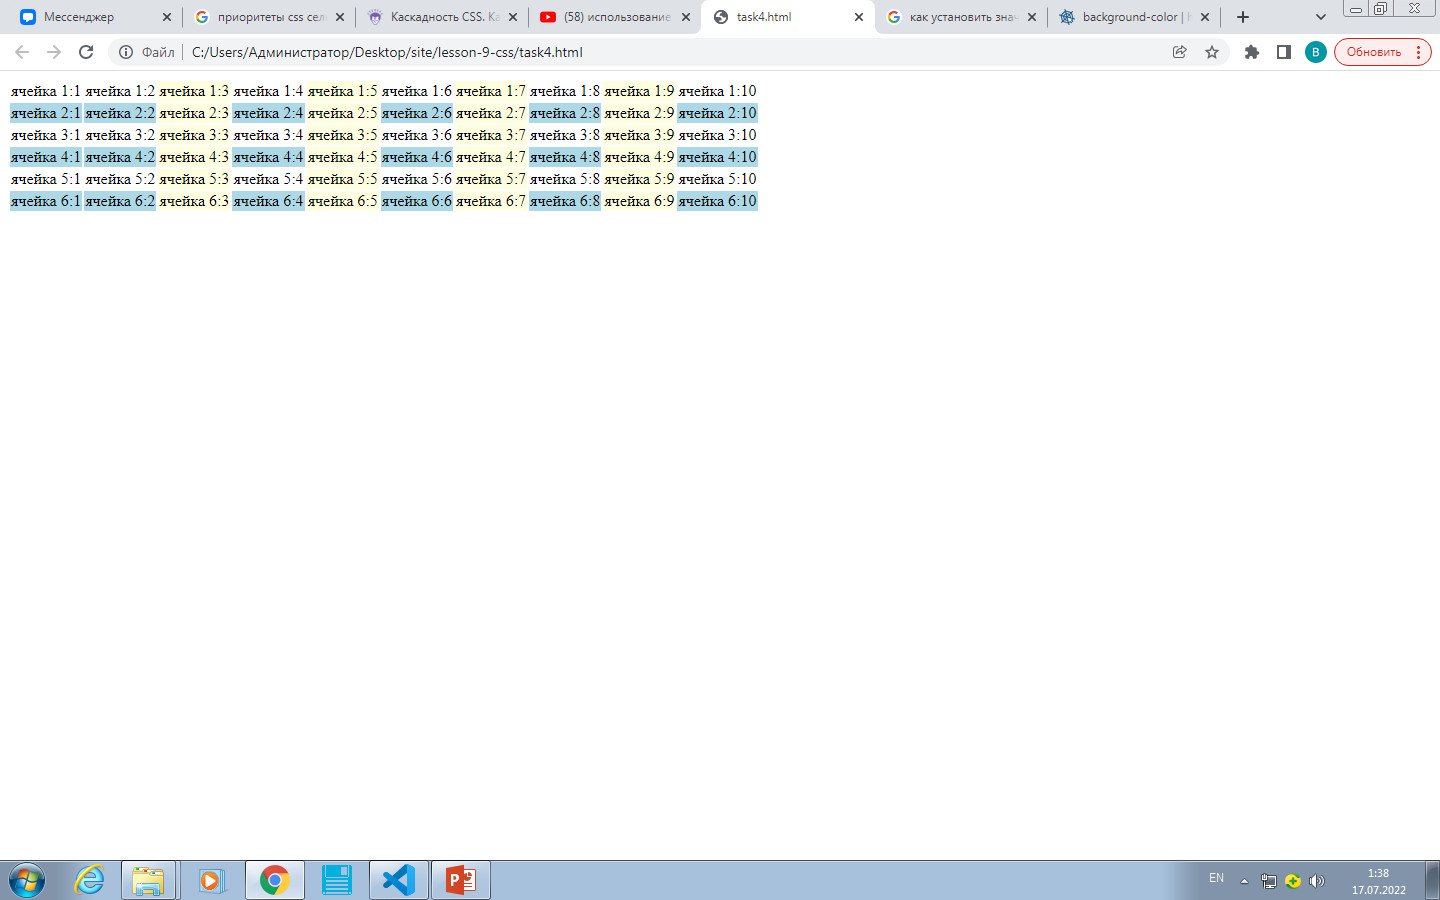 Мессенджер
приоритеты css сел
Каскадность CSS. Ка
(58) использование
task4.html
как установить знач
background-color |
Файл
C:/Users/Администратор/Desktop/site/lesson-9-css/task4.html
В
Обновить
ячейка 1:1 ячейка 1:2 ячейка 1:3 ячейка 1:4 ячейка 1:5 ячейка 1:6 ячейка 1:7 ячейка 1:8 ячейка 1:9 ячейка 1:10
ячейка 2:1 ячейка 2:2 ячейка 2:3 ячейка 2:4 ячейка 2:5 ячейка 2:6 ячейка 2:7 ячейка 2:8 ячейка 2:9 ячейка 2:10
ячейка 3:1 ячейка 3:2 ячейка 3:3 ячейка 3:4 ячейка 3:5 ячейка 3:6 ячейка 3:7 ячейка 3:8 ячейка 3:9 ячейка 3:10
ячейка 4:1 ячейка 4:2 ячейка 4:3 ячейка 4:4 ячейка 4:5 ячейка 4:6 ячейка 4:7 ячейка 4:8 ячейка 4:9 ячейка 4:10
ячейка 5:1 ячейка 5:2 ячейка 5:3 ячейка 5:4 ячейка 5:5 ячейка 5:6 ячейка 5:7 ячейка 5:8 ячейка 5:9 ячейка 5:10
ячейка 6:1 ячейка 6:2 ячейка 6:3 ячейка 6:4 ячейка 6:5 ячейка 6:6 ячейка 6:7 ячейка 6:8 ячейка 6:9 ячейка 6:10
EN
1:38
17.07.2022